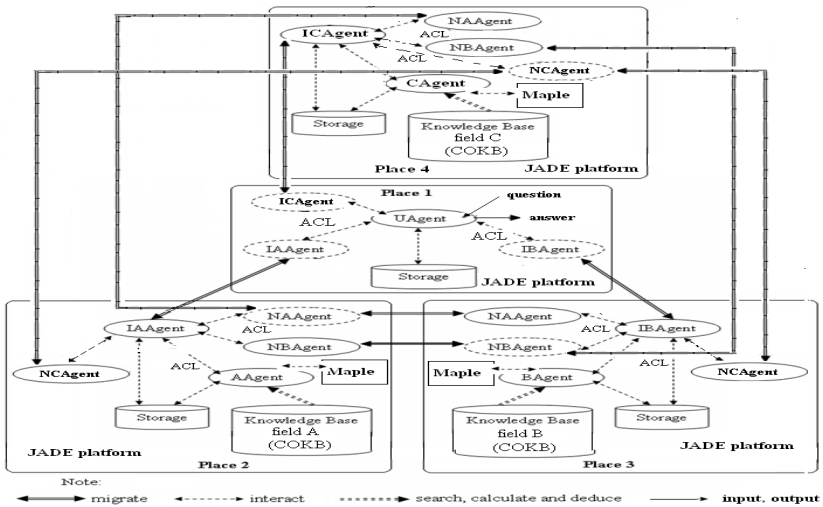 NAAgent
ICAgent
ACL
NBAgent
ACL
NCAgent
CAgent
Maple
Storage
Knowledge Base
field C
(COKB)
Place 4
JADE platform
Place 1
question
ICAgent
UAgent
answer
ACL
ACL
IAAgent
IBAgent
Storage
JADE platform
IAAgent
NAAgent
ACL
NBAgent
NCAgent
ACL
AAgent
Maple
Storage
Knowledge Base
field A
(COKB)
JADE platform
Place 2
NAAgent
IBAgent
ACL
NBAgent
ACL
Maple
BAgent
NCAgent
Knowledge Base
field B
(COKB)
Storage
JADE platform
Place 3
Note:
migrate
interact
search, calculate and deduce
input, output